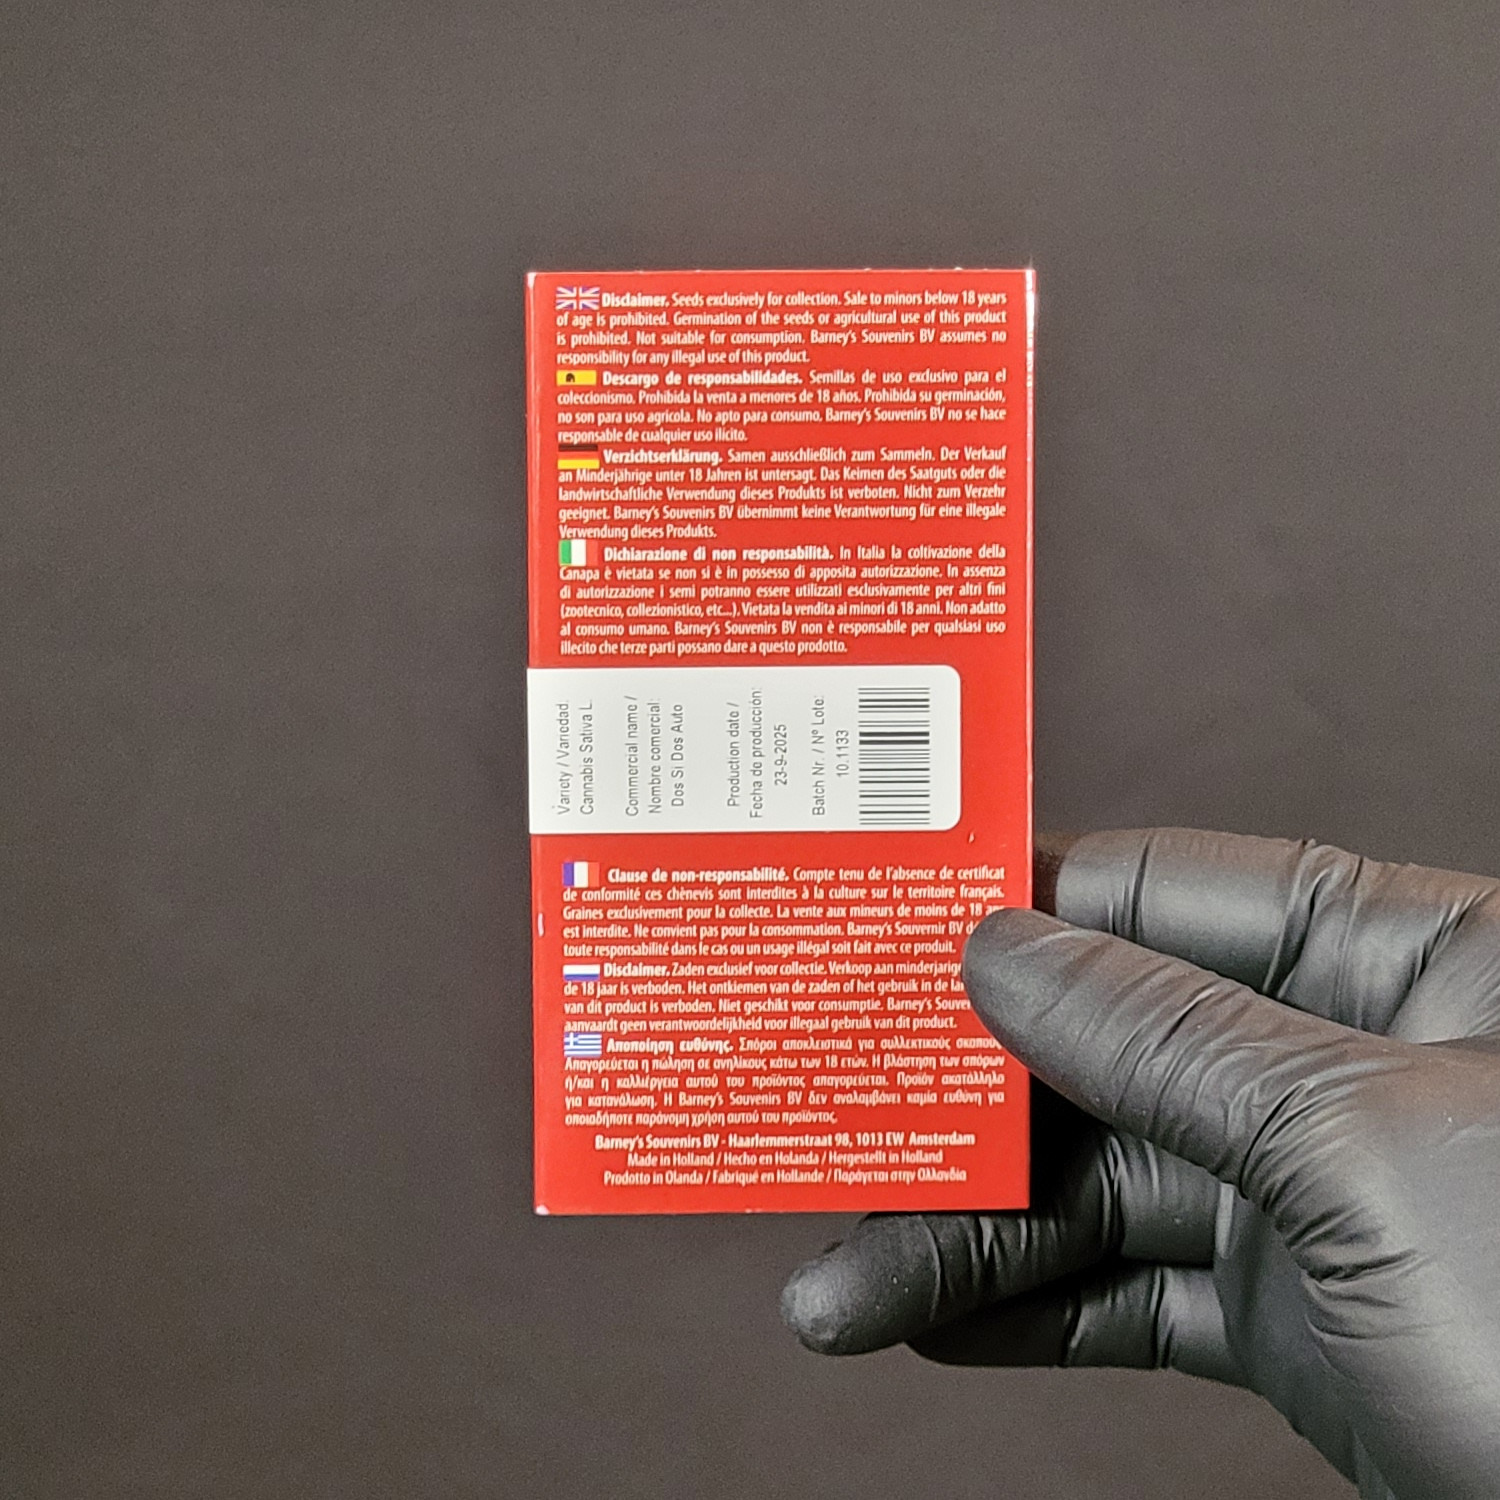 Disclaimer. Seeds exclusively for collection. Sale to minors below 18 years
of age is prohibited. Germination of the seeds or agricultural use of this product
is prohibited. Not suitable for consumption. Barney's Souvenirs BV assumes no
responsibility for any illegal use of this product.
Descargo de responsabilidades. Semillas de uso exclusivo para el
coleccionismo. Prohibida la venta a menores de 18 años. Prohibida su germinación,
no son para uso agricola. No apto para consumo. Barney's Souvenirs BV no se hace
responsable de cualquier uso ilícito.
Verzichtserklärung. Samen ausschließlich zum Sammeln. Der Verkauf
an Minderjährige unter 18 Jahren ist untersagt. Das Keimen des Saatguts oder die
landwirtschaftliche Verwendung dieses Produkts ist verboten. Nicht zum Verzehr
geeignet. Barney's Souvenirs BV übernimmt keine Verantwortung für eine illegale
Verwendung dieses Produkts.
Dichiarazione di non responsabilità. In Italia la coltivazione della
Canapa è vietata se non si è in possesso di apposita autorizzazione. In assenza
di autorizzazione i semi potranno essere utilizzati esclusivamente per altri fini
(zootecnico, collezionistico, etc...). Vietata la vendita ai minori di 18 anni. Non adatto
al consumo umano. Barney's Souvenirs BV non è responsabile per qualsiasi uso
illecito che terze parti possano dare a questo prodotto.
Variety / Variedad:
Cannabis Sativa L.
Commercial name /
Nombre comercial:
Dos Si Dos Auto
Production date /
Fecha de producción:
23-9-2025
Batch Nr. / Nº Lote:
10.1133
Clause de non-responsabilité. Compte tenu de l'absence de certificat
de conformité ces chènevis sont interdites à la culture sur le territoire français.
Graines exclusivement pour la collecte. La vente aux mineurs de moins de 18 ans
est interdite. Ne convient pas pour la consommation. Barney's Souvernir BV
toute responsabilité dans le cas ou un usage illégal soit fait avec ce produit.
Disclaimer. Zaden exclusief voor collectie. Verkoop aan minderjarige
de 18 jaar is verboden. Het ontkiemen van de zaden of het gebruik in de
van dit product is verboden. Niet geschikt voor consumptie. Barney's
aanvaardt geen verantwoordelijkheid voor illegaal gebruik van dit product.
Αποποίηση ευθύνης. Σπόροι αποκλειστικά για συλλεκτικούς σκοπούς.
Απαγορεύεται η πώληση σε ανηλίκους κάτω των 18 ετών. Η βλάστηση των σπόρων
ή/και η καλλιέργεια αυτού του προϊόντος απαγορεύεται. Προϊόν ακατάλληλο
για κατανάλωση. Η Barney's Souvenirs BV δεν αναλαμβάνει καμία ευθύνη για
οποιαδήποτε παράνομη χρήση αυτού του προϊόντος.
Barney's Souvenirs BV - Haarlemmerstraat 98, 1013 EW Amsterdam
Made in Holland / Hecho en Holanda / Hergestellt in Holland
Prodotto in Olanda / Fabriqué en Hollande / Παράγεται στην Ολλανδία